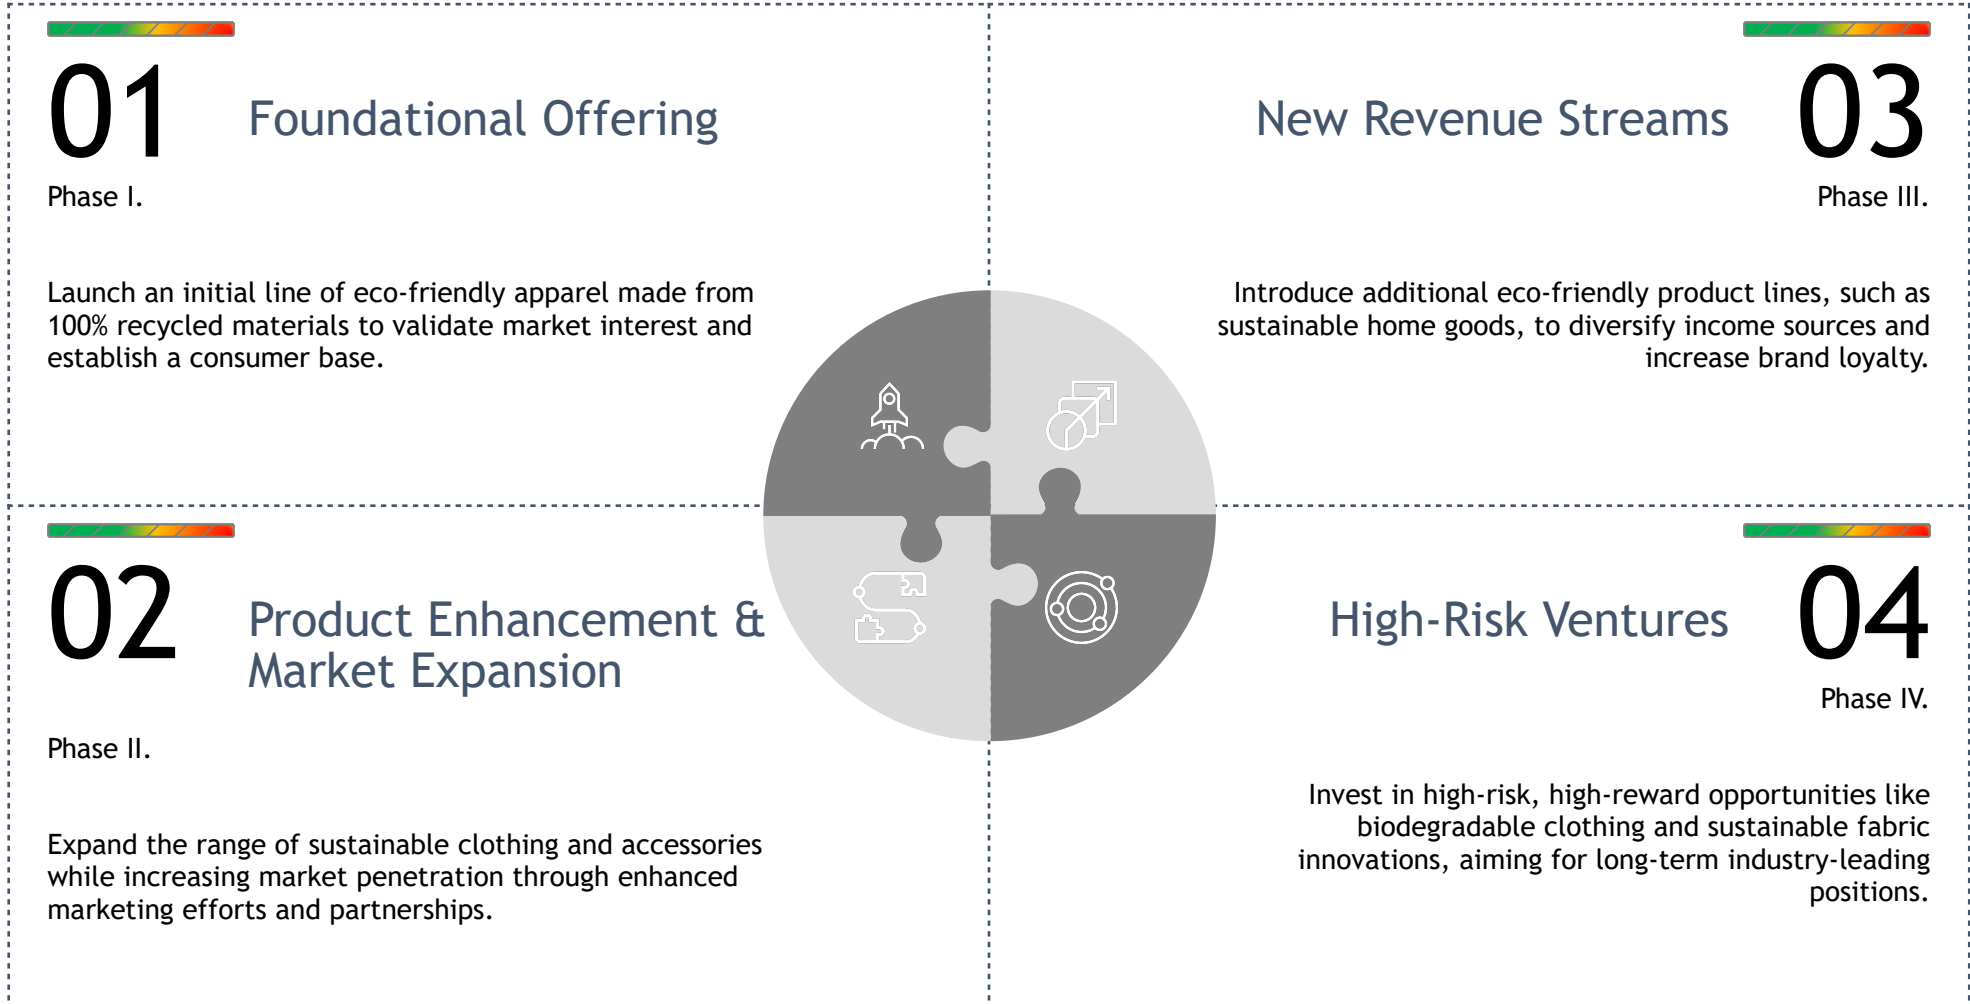 01
Foundational Offering
Phase I.
Launch an initial line of eco-friendly apparel made from
100% recycled materials to validate market interest and
establish a consumer base.
02
Product Enhancement &
Market Expansion
Phase II.
Expand the range of sustainable clothing and accessories
while increasing market penetration through enhanced
marketing efforts and partnerships.
New Revenue Streams
03
Phase III.
Introduce additional eco-friendly product lines, such as
sustainable home goods, to diversify income sources and
increase brand loyalty.
High-Risk Ventures
04
Phase IV.
Invest in high-risk, high-reward opportunities like
biodegradable clothing and sustainable fabric
innovations, aiming for long-term industry-leading
positions.